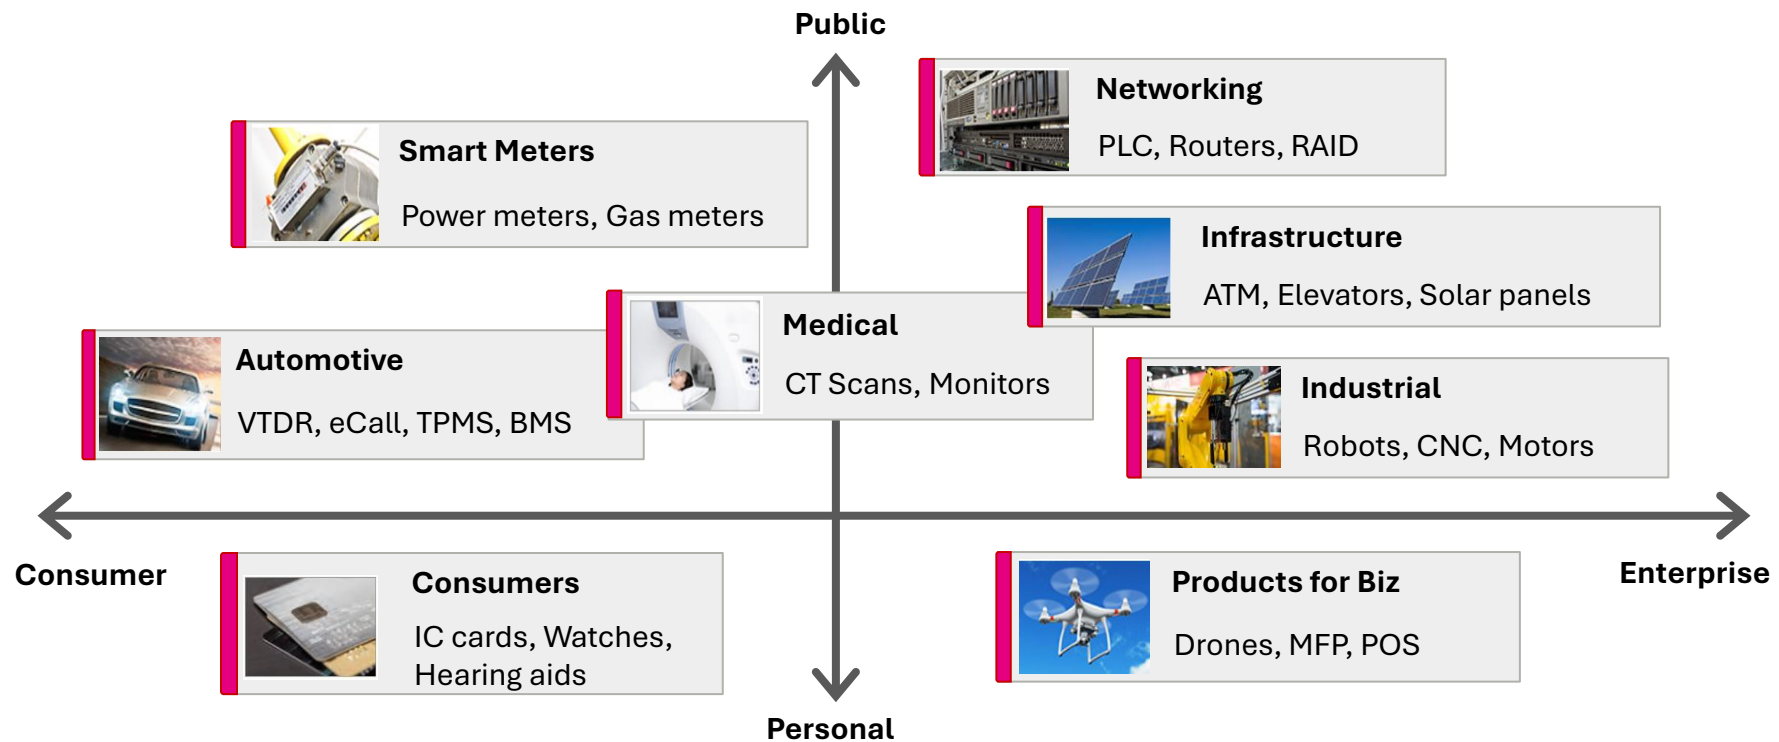 Public
Networking
PLC, Routers, RAID
Smart Meters
Power meters, Gas meters
Infrastructure
ATM, Elevators, Solar panels
Medical
CT Scans, Monitors
Automotive
VTDR, eCall, TPMS, BMS
Industrial
Robots, CNC, Motors
Consumer
Enterprise
Consumers
IC cards, Watches,
Hearing aids
Products for Biz
Drones, MFP, POS
Personal